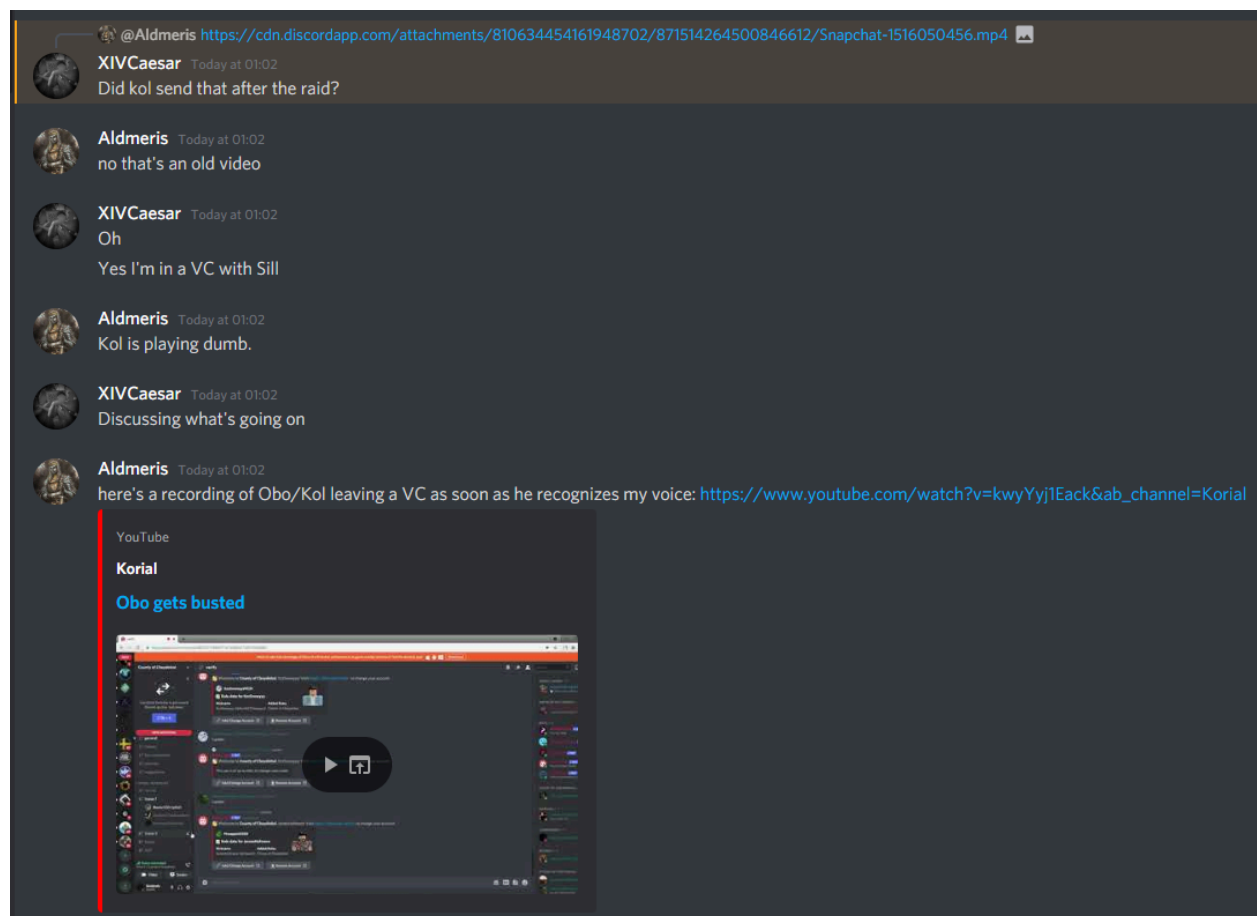 @Aldmeris https://cdn.discordapp.com/attachments/810634454161948702/871514264500846612/Snapchat-1516050456.mp4
XIVCaesar Today at 01:02
Did kol send that after the raid?
Aldmeris Today at 01:02
no that's an old video
XIVCaesar Today at 01:02
Oh
Yes I'm in a VC with Sill
Aldmeris Today at 01:02
Kol is playing dumb.
XIVCaesar Today at 01:02
Discussing what's going on
Aldmeris Today at 01:02
here's a recording of Obo/Kol leaving a VC as soon as he recognizes my voice: https://www.youtube.com/watch?v=kwyYyj1Eack&ab_channel=Korial
YouTube
Korial
Obo gets busted